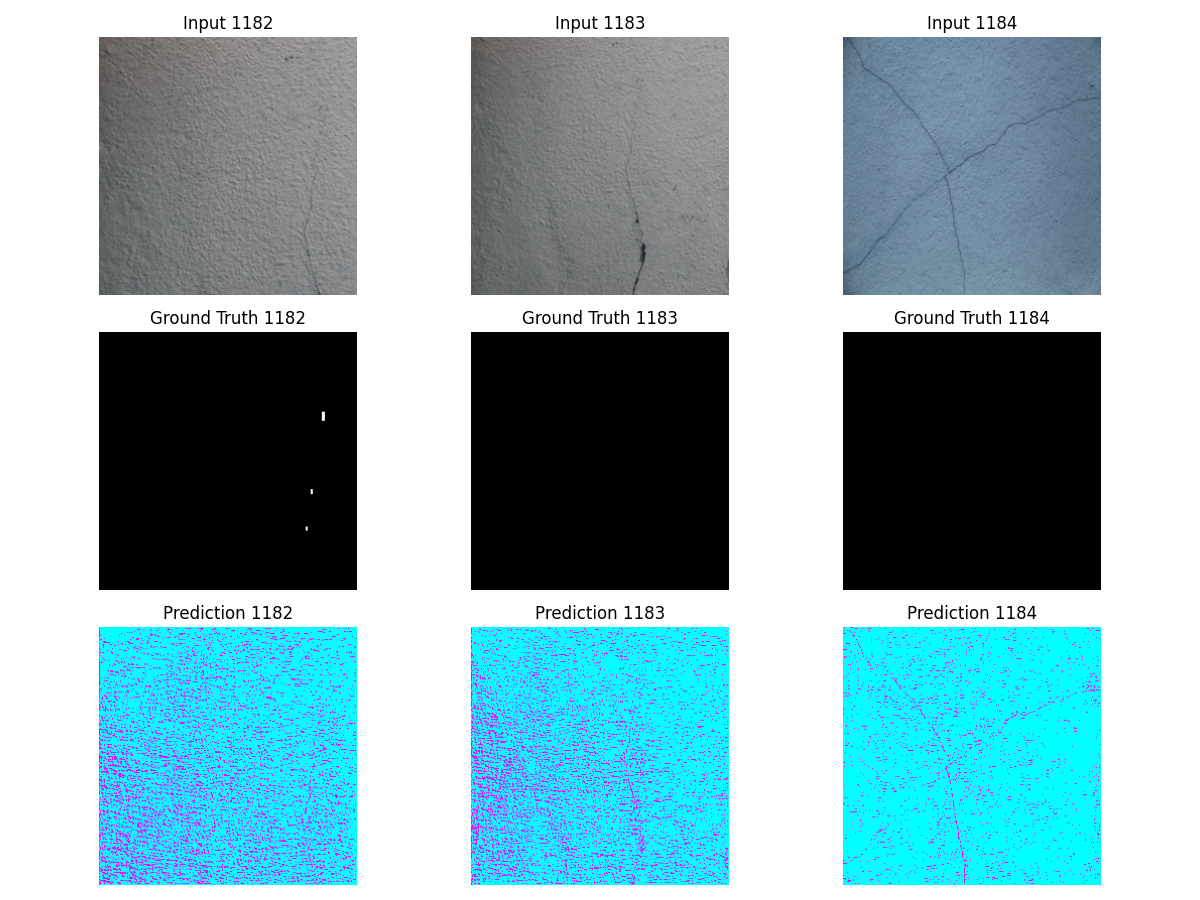 Input 1182
Input 1183
Input 1184
Ground Truth 1182
Ground Truth 1183
Ground Truth 1184
Prediction 1182
Prediction 1183
Prediction 1184